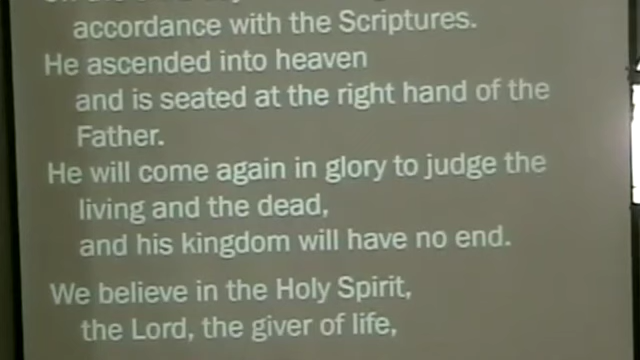 accordance with the Scriptures.
He ascended into heaven
and is seated at the right hand of the
Father.
He will come again in glory to judge the
living and the dead,
and his kingdom will have no end.
We believe in the Holy Spirit,
the Lord, the giver of life,